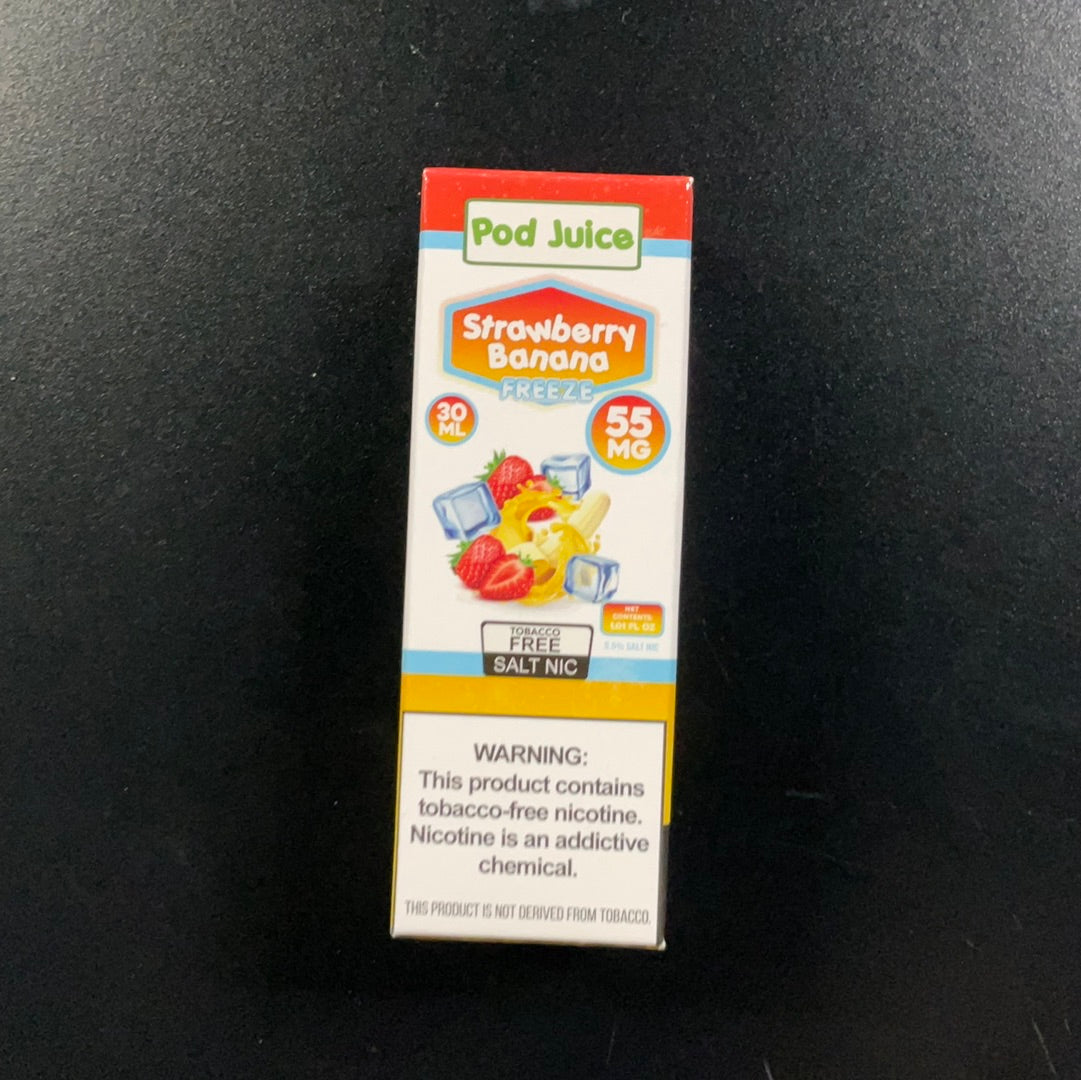 Pod Juice
Strawberry
Banana
FREEZE
30
ML
55
MG
NET
CONTENTS:
1.01 FL OZ
5.5% SALT NIC
TOBACCO
FREE
SALT NIC
WARNING:
This product contains
tobacco-free nicotine.
Nicotine is an addictive
chemical.
THIS PRODUCT IS NOT DERIVED FROM TOBACCO.